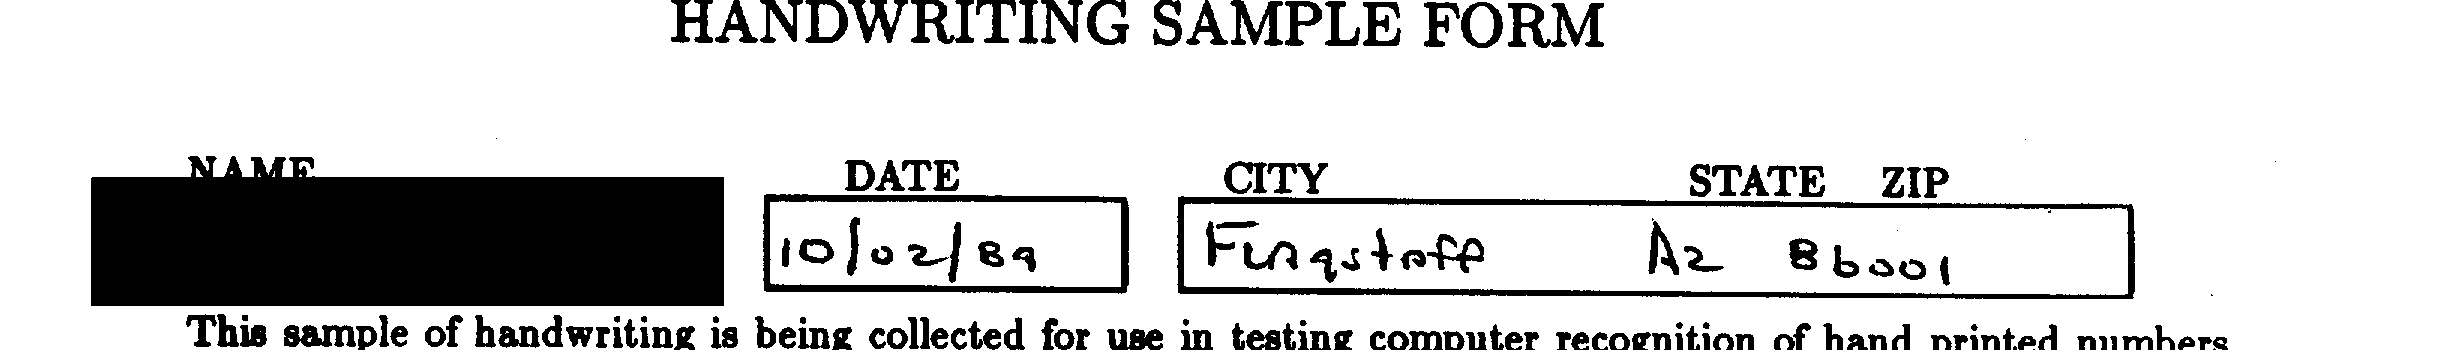 HANDWRITING SAMPLE FORM
NAME DATE CITY STATE ZIP
10/02/89 Flagstaff Az 86001
This sample of handwriting is being collected for use in testing computer recognition of hand printed numbers